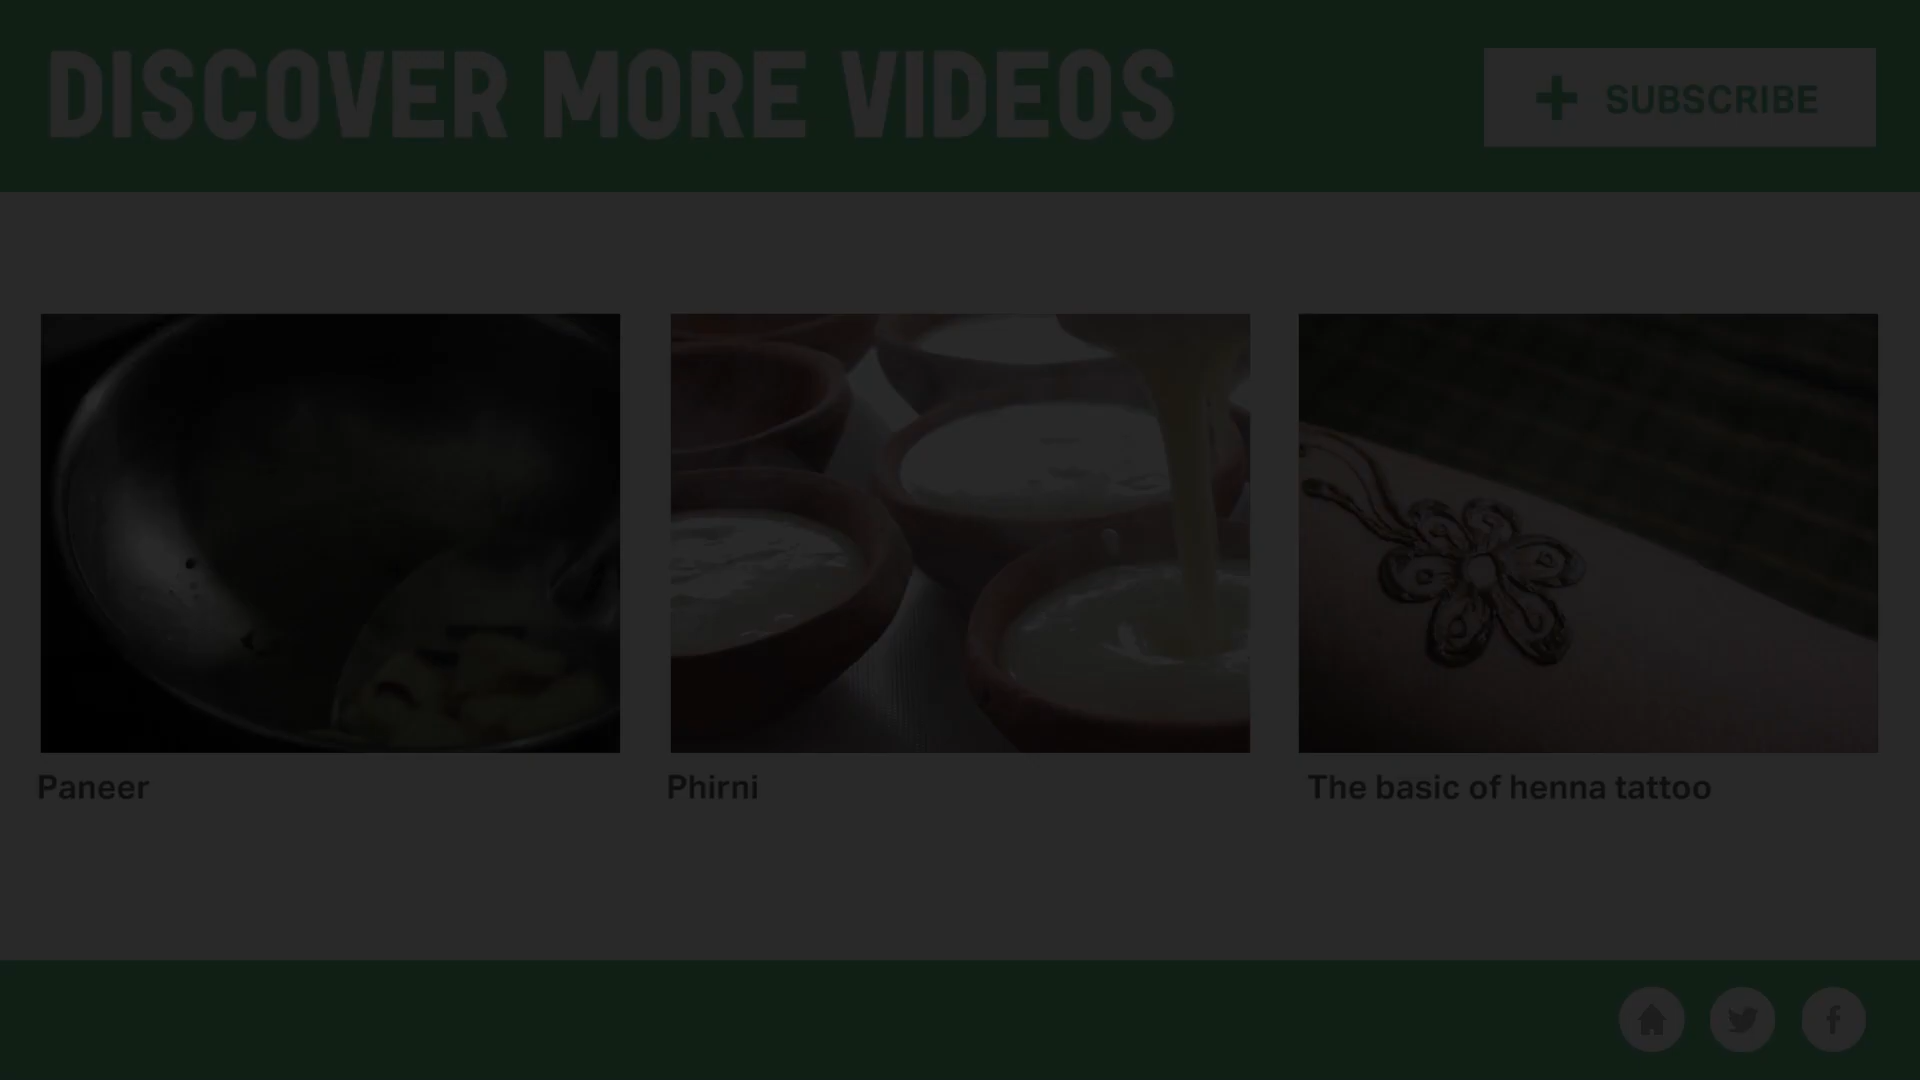 DISCOVER MORE VIDEOS
SUBSCRIBE
Paneer
Phirni
The basic of henna tattoo